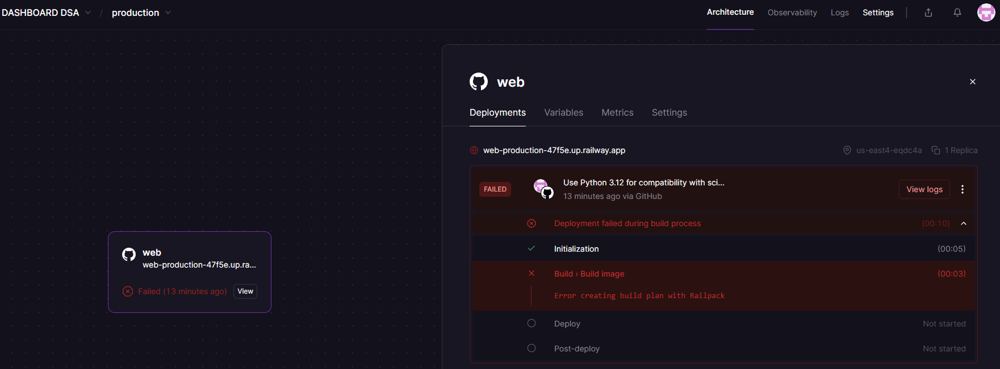 DASHBOARD DSA / production
Architecture Observability Logs Settings
web
Deployments Variables Metrics Settings
web-production-47f5e.up.railway.app us-east4-eqdc4a 1 Replica
FAILED Use Python 3.12 for compatibility with sci... View logs
13 minutes ago via GitHub
Deployment failed during build process (00:10)
Initialization (00:05)
Build › Build image (00:03)
Error creating build plan with Railpack
Deploy Not started
Post-deploy Not started
web
web-production-47f5e.up.ra...
Failed (13 minutes ago) View